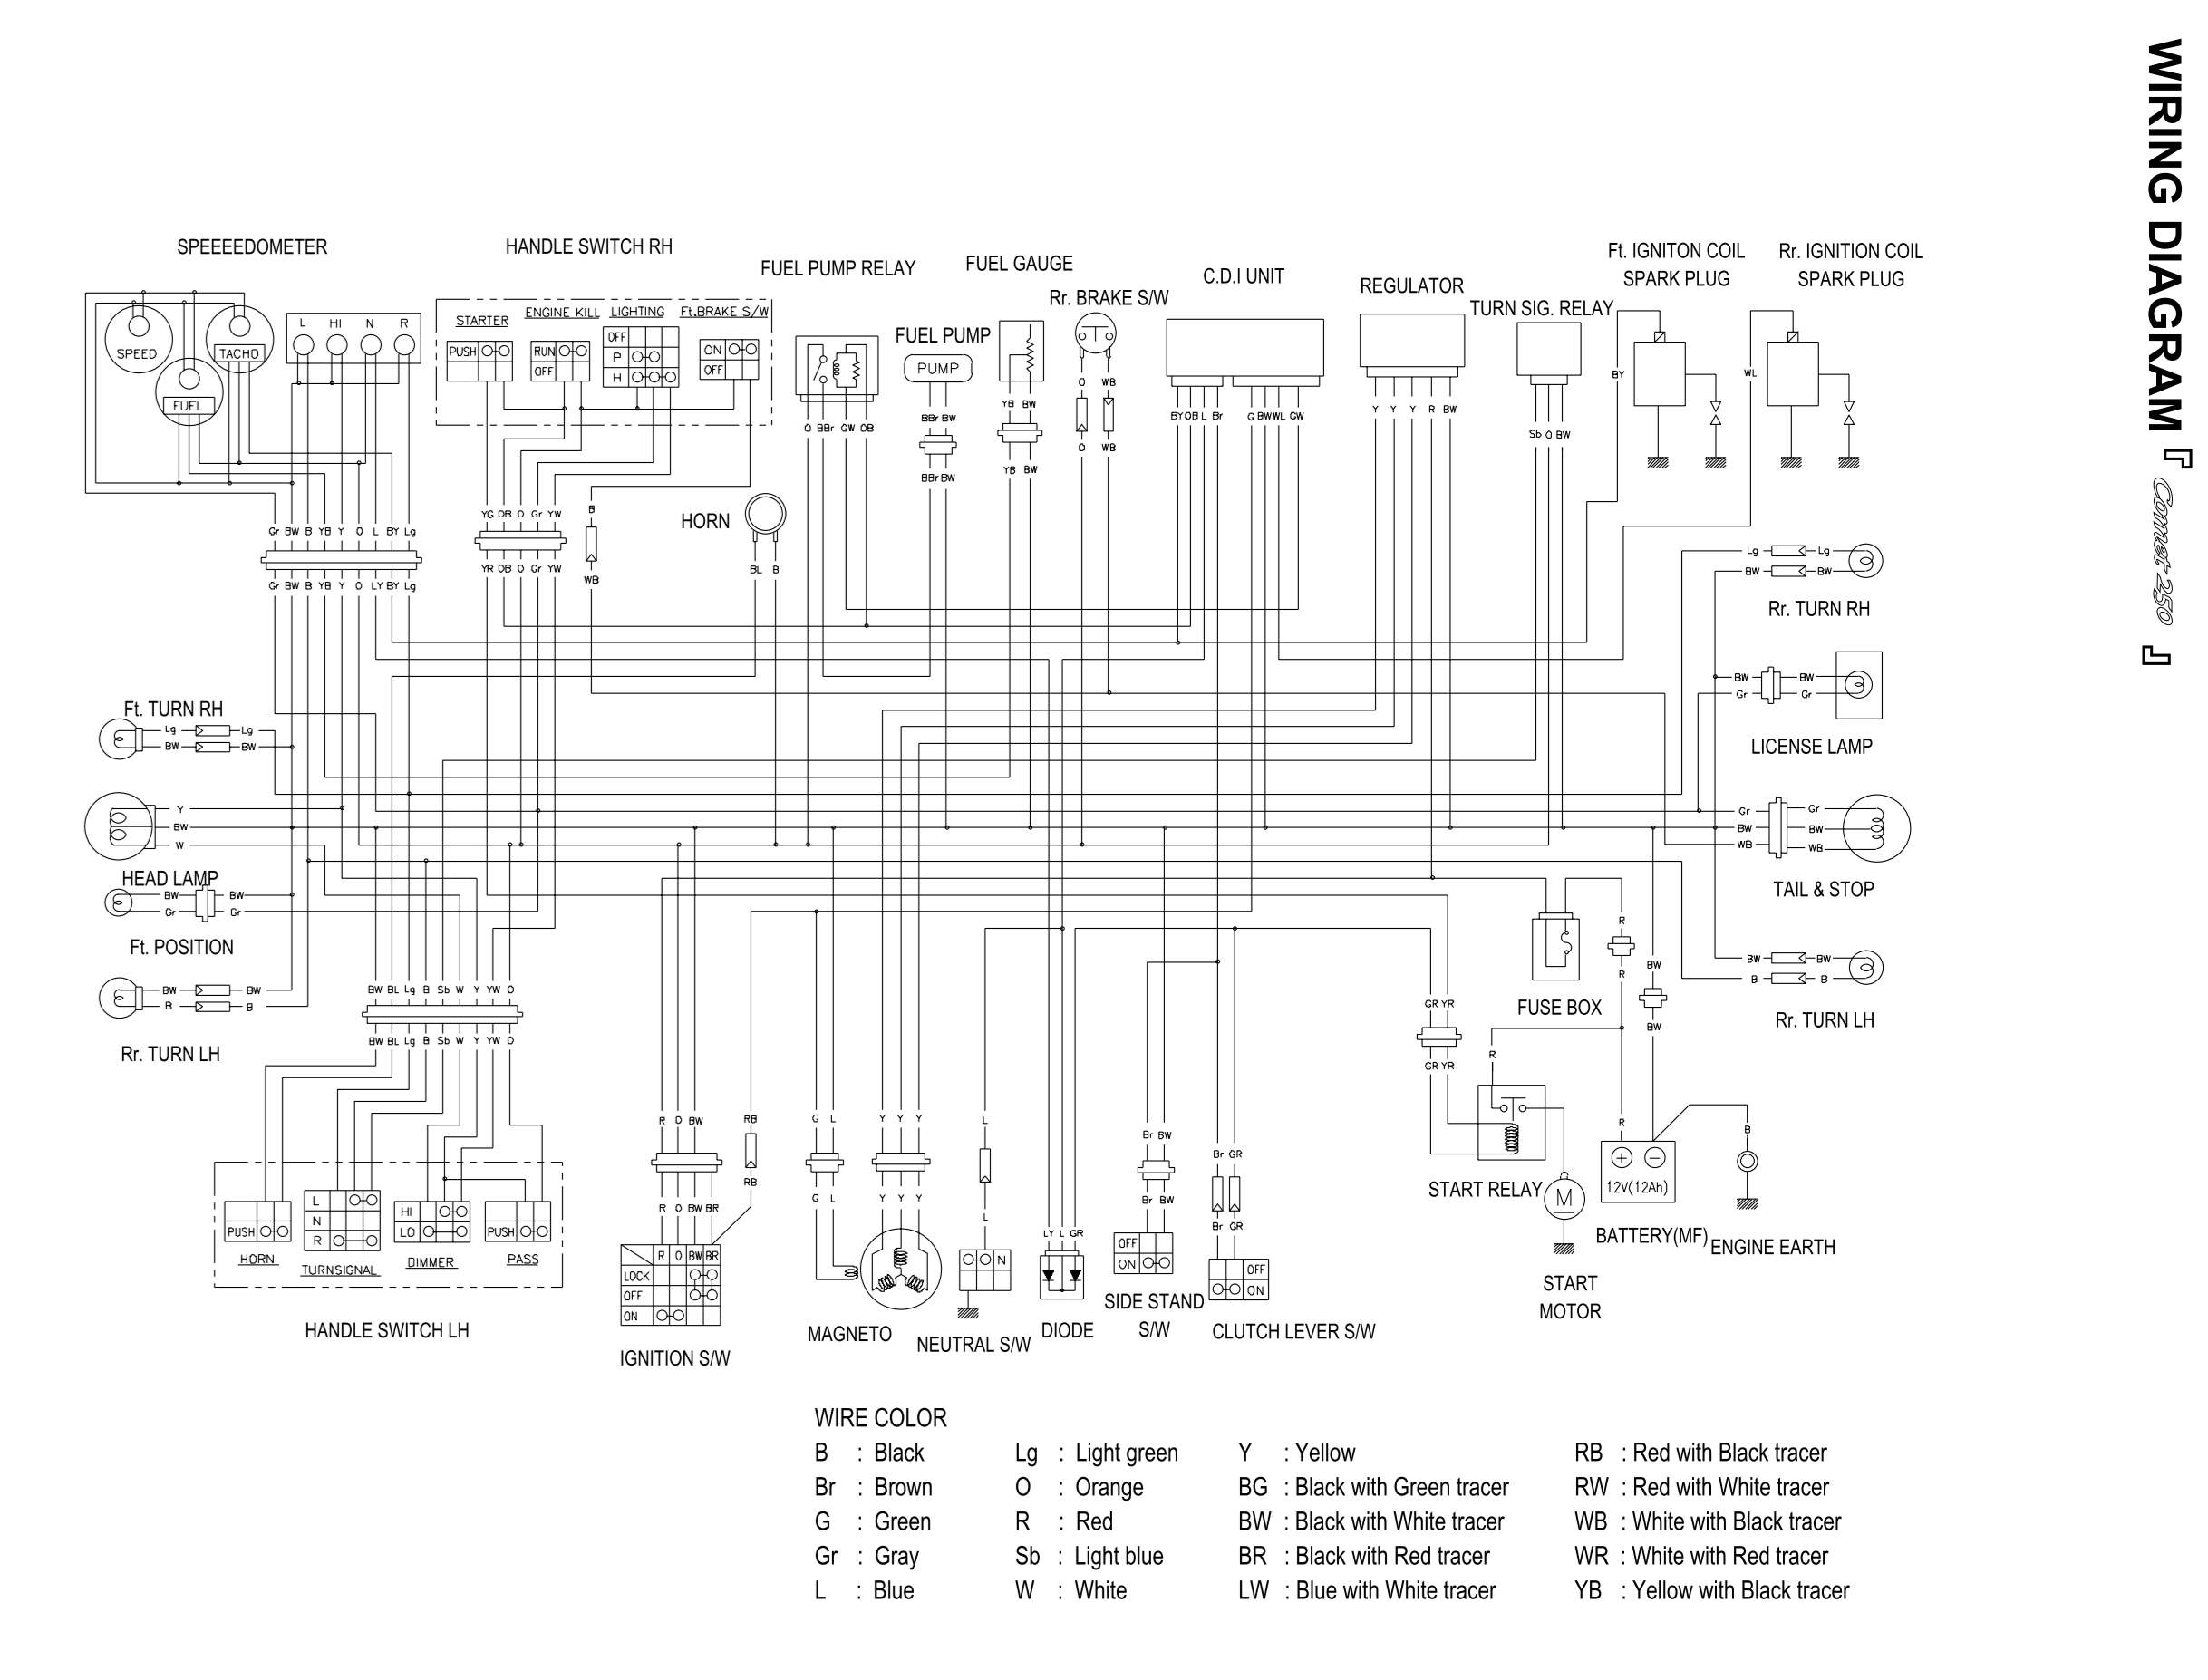 WIRING DIAGRAM
『 Comet 250 』
SPEEEEDOMETER
HANDLE SWITCH RH
FUEL PUMP RELAY
FUEL GAUGE
Rr. BRAKE S/W
FUEL PUMP
C.D.I UNIT
REGULATOR
TURN SIG. RELAY
Ft. IGNITON COIL
SPARK PLUG
Rr. IGNITION COIL
SPARK PLUG
SPEED
TACHO
FUEL
L HI N R
STARTER
ENGINE KILL
LIGHTING
Ft.BRAKE S/W
PUSH
RUN
OFF
OFF
P
H
ON
OFF
PUMP
O BBr GW OB
BBr BW
BBr BW
YB BW
YB BW
O WB
O WB
BY OB L Br
G BW WL GW
Y Y Y R BW
Sb O BW
BY
WL
HORN
BL B
YG OB O Gr YW
YR OB O Gr YW
B
WB
Gr BW B YB Y O L BY Lg
Gr BW B YB Y O LY BY Lg
Lg Lg
BW BW
Rr. TURN RH
BW BW
Gr Gr
LICENSE LAMP
Gr Gr
BW BW
WB WB
TAIL & STOP
BW BW
B B
Rr. TURN LH
Ft. TURN RH
Lg Lg
BW BW
Y
BW
W
HEAD LAMP
BW BW
Gr Gr
Ft. POSITION
BW BW
B B
Rr. TURN LH
BW BL Lg B Sb W Y YW O
BW BL Lg B Sb W Y YW O
PUSH
HORN
L
N
R
TURNSIGNAL
HI
LO
DIMMER
PUSH
PASS
HANDLE SWITCH LH
R O BW
RB
RB
R O BW BR
R O BW BR
LOCK
OFF
ON
IGNITION S/W
G L
G L
Y Y Y
Y Y Y
MAGNETO
L
L
N
NEUTRAL S/W
LY L GR
DIODE
Br BW
Br BW
OFF
ON
SIDE STAND
S/W
Br GR
Br GR
OFF
ON
CLUTCH LEVER S/W
GR YR
GR YR
R
START RELAY
M
START
MOTOR
FUSE BOX
R
R
BW
BW
R
+ −
12V(12Ah)
BATTERY(MF)
B
ENGINE EARTH
WIRE COLOR
B : Black
Br : Brown
G : Green
Gr : Gray
L : Blue
Lg : Light green
O : Orange
R : Red
Sb : Light blue
W : White
Y : Yellow
BG : Black with Green tracer
BW : Black with White tracer
BR : Black with Red tracer
LW : Blue with White tracer
RB : Red with Black tracer
RW : Red with White tracer
WB : White with Black tracer
WR : White with Red tracer
YB : Yellow with Black tracer